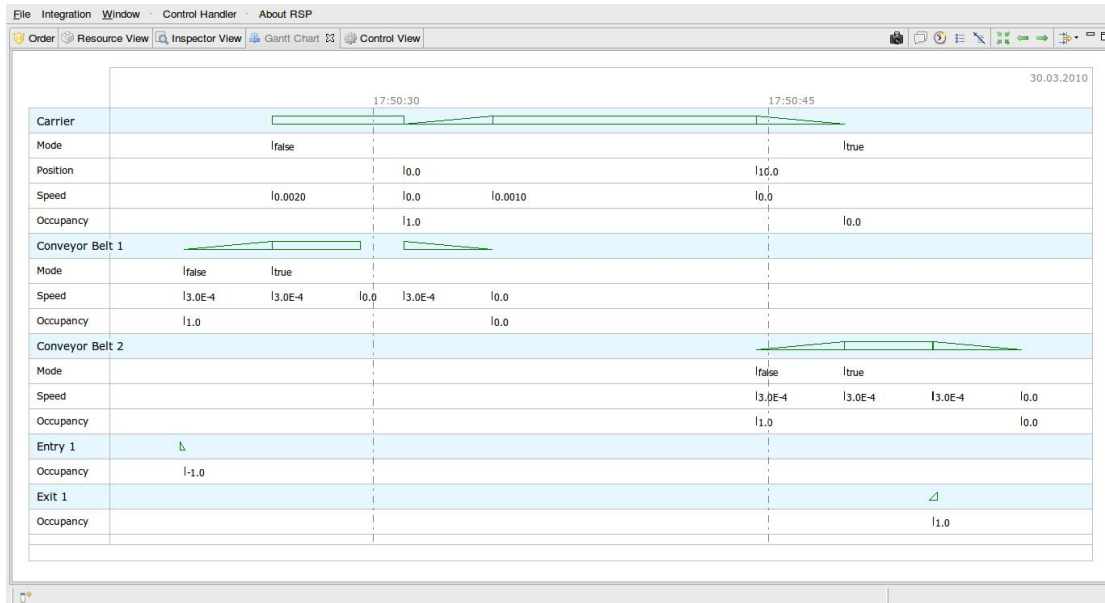 File Integration Window Control Handler About RSP
Order Resource View Inspector View Gantt Chart Control View
30.03.2010
17:50:30 17:50:45
Carrier
Mode false true
Position 0.0 10.0
Speed 0.0020 0.0 0.0010 0.0
Occupancy 1.0 0.0
Conveyor Belt 1
Mode false true
Speed 3.0E-4 3.0E-4 0.0 3.0E-4 0.0
Occupancy 1.0 0.0
Conveyor Belt 2
Mode false true
Speed 3.0E-4 3.0E-4 3.0E-4 0.0
Occupancy 1.0 0.0
Entry 1
Occupancy -1.0
Exit 1
Occupancy 1.0